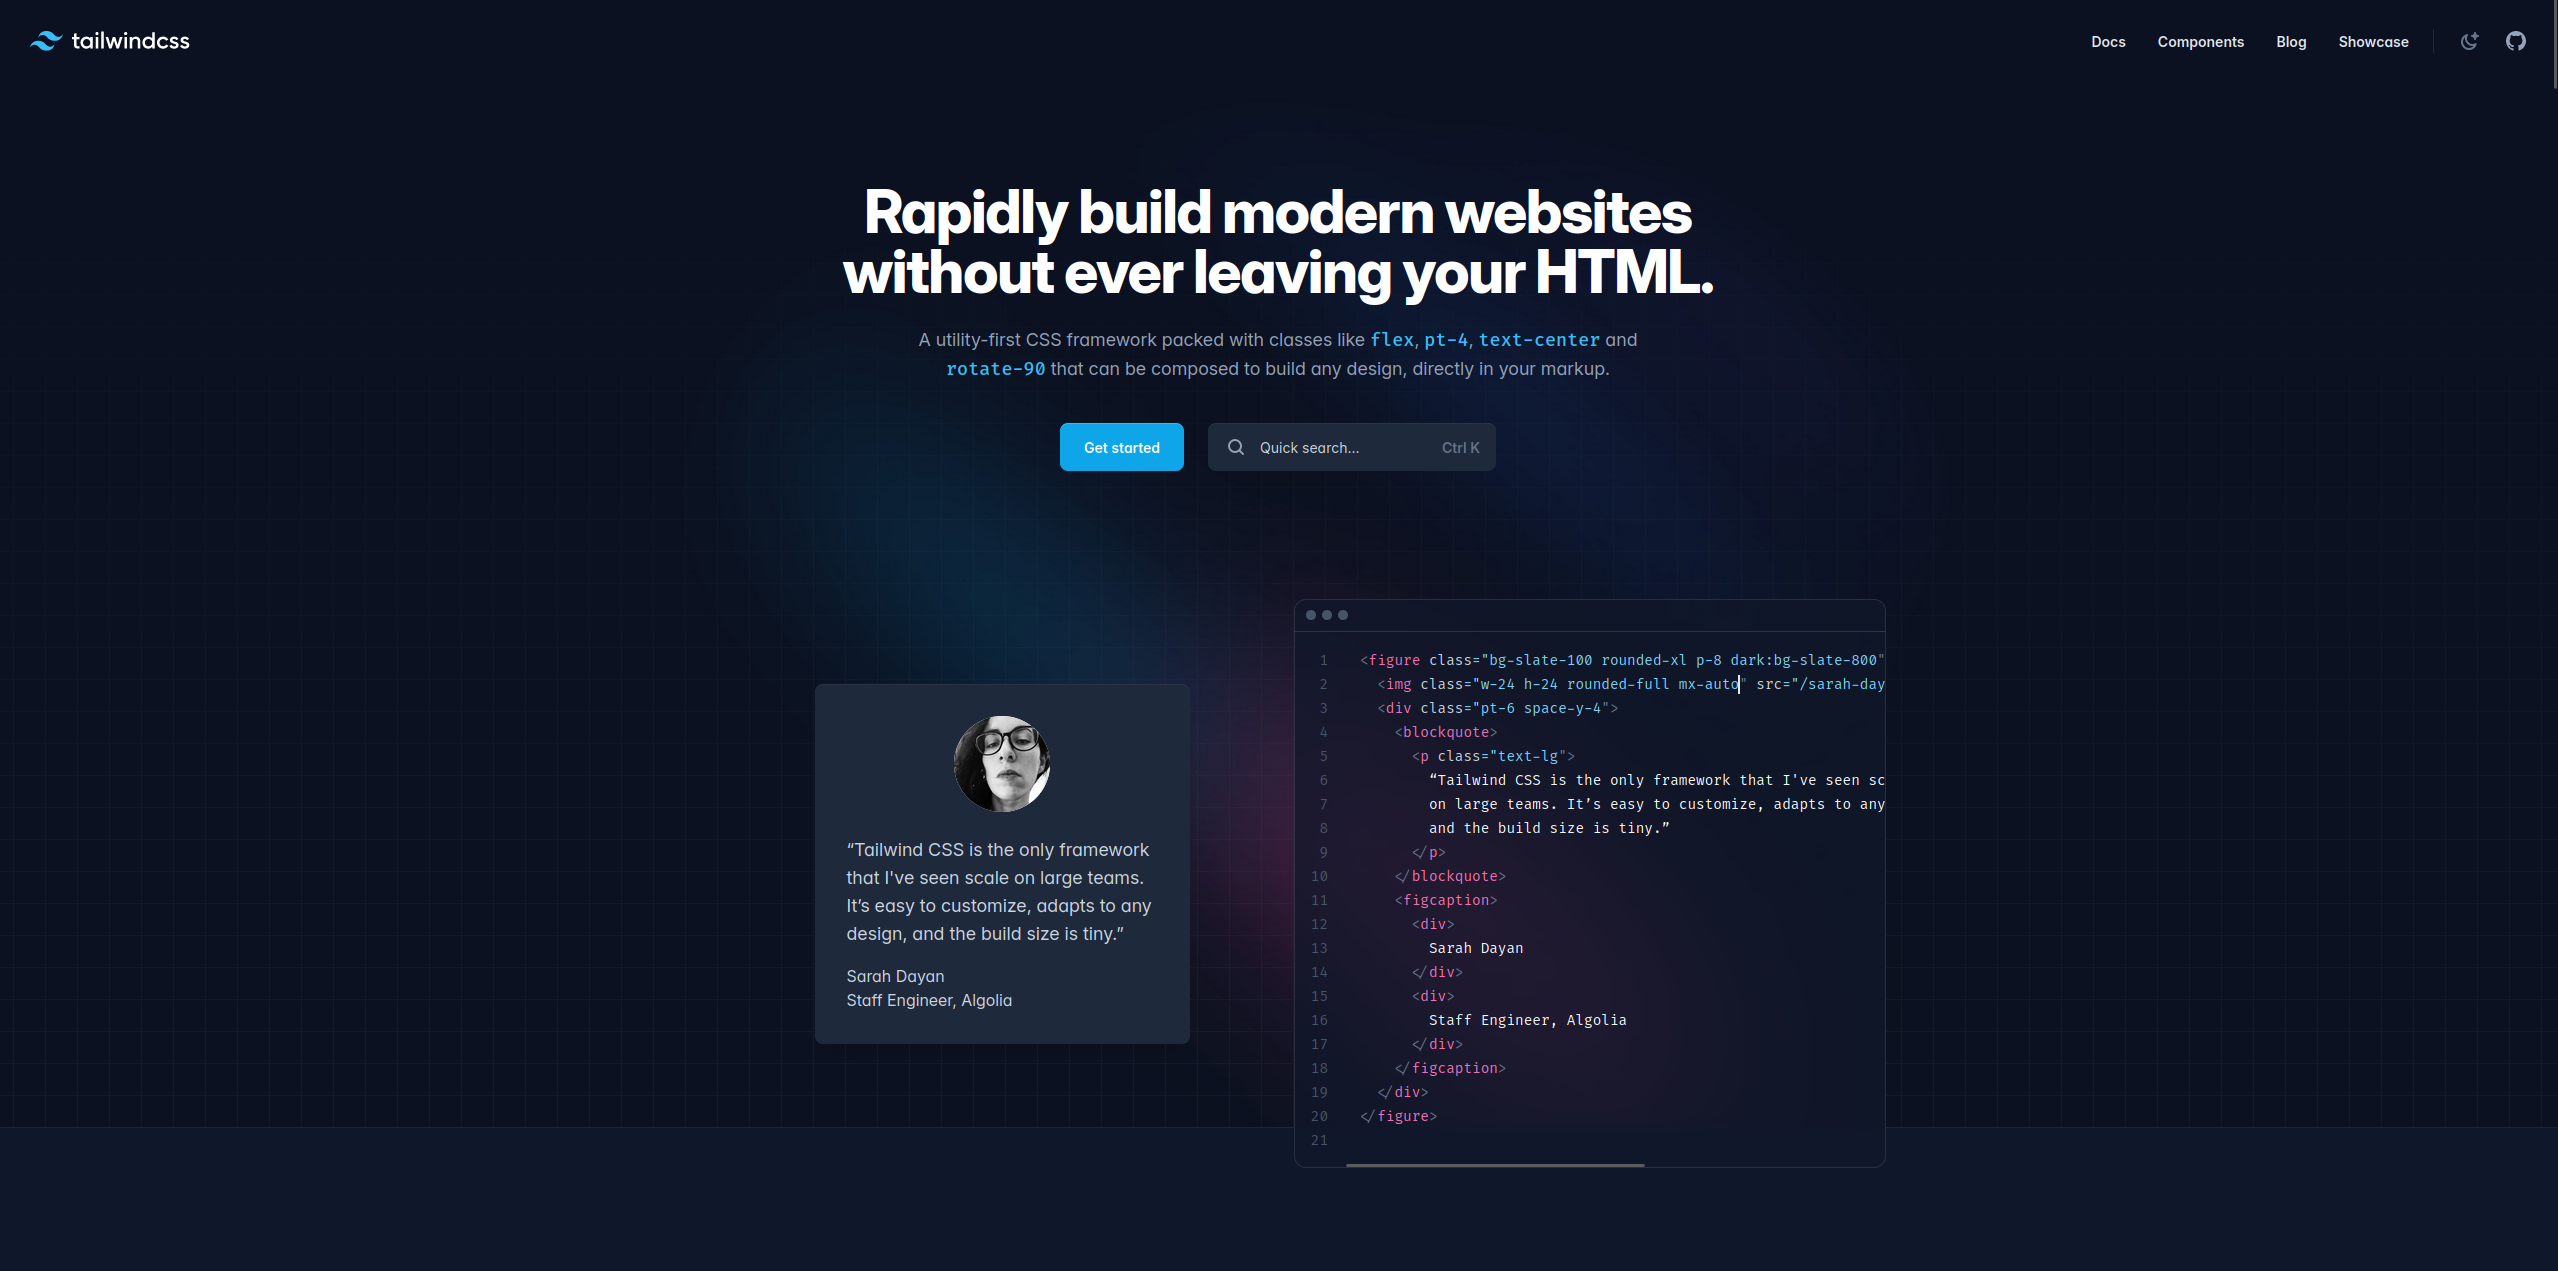 tailwindcss
Docs
Components
Blog
Showcase
Rapidly build modern websites
without ever leaving your HTML.
A utility-first CSS framework packed with classes like flex, pt-4, text-center and
rotate-90 that can be composed to build any design, directly in your markup.
Get started
Quick search...
Ctrl K
“Tailwind CSS is the only framework
that I've seen scale on large teams.
It’s easy to customize, adapts to any
design, and the build size is tiny.”
Sarah Dayan
Staff Engineer, Algolia
1 <figure class="bg-slate-100 rounded-xl p-8 dark:bg-slate-800"
2 <img class="w-24 h-24 rounded-full mx-auto" src="/sarah-day
3 <div class="pt-6 space-y-4">
4 <blockquote>
5 <p class="text-lg">
6 “Tailwind CSS is the only framework that I've seen sc
7 on large teams. It’s easy to customize, adapts to any
8 and the build size is tiny.”
9 </p>
10 </blockquote>
11 <figcaption>
12 <div>
13 Sarah Dayan
14 </div>
15 <div>
16 Staff Engineer, Algolia
17 </div>
18 </figcaption>
19 </div>
20 </figure>
21